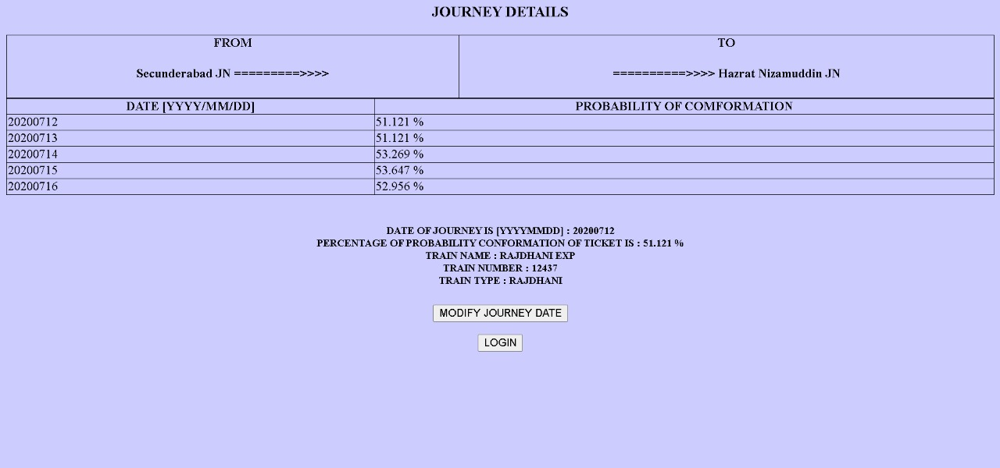 JOURNEY DETAILS
FROM
TO
Secunderabad JN =========>>>>
==========>>>> Hazrat Nizamuddin JN
DATE [YYYY/MM/DD]
PROBABILITY OF COMFORMATION
20200712
51.121 %
20200713
51.121 %
20200714
53.269 %
20200715
53.647 %
20200716
52.956 %
DATE OF JOURNEY IS [YYYYMMDD] : 20200712
PERCENTAGE OF PROBABILITY CONFORMATION OF TICKET IS : 51.121 %
TRAIN NAME : RAJDHANI EXP
TRAIN NUMBER : 12437
TRAIN TYPE : RAJDHANI
MODIFY JOURNEY DATE
LOGIN